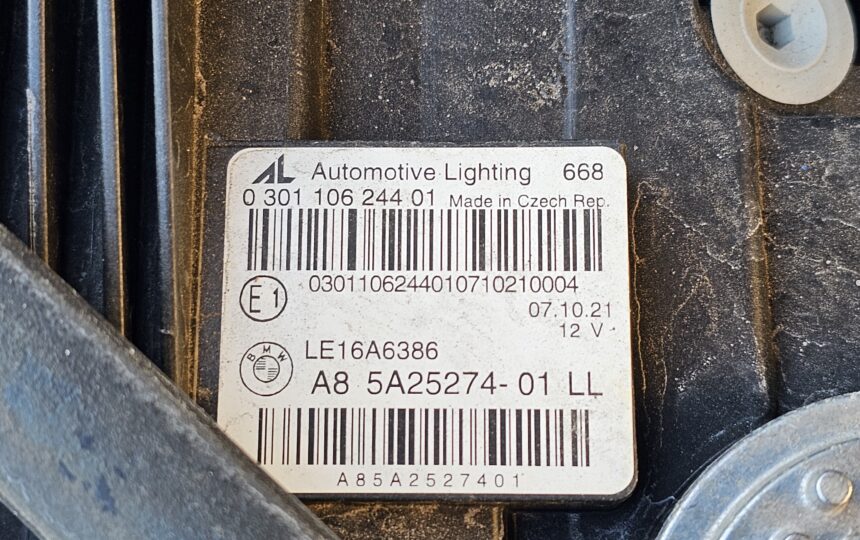 AL Automotive Lighting 668
0 301 106 244 01 Made in Czech Rep.
0301106244010710210004
E1
07.10.21
12 V
BMW
LE16A6386
A8 5A25274-01 LL
A85A2527401